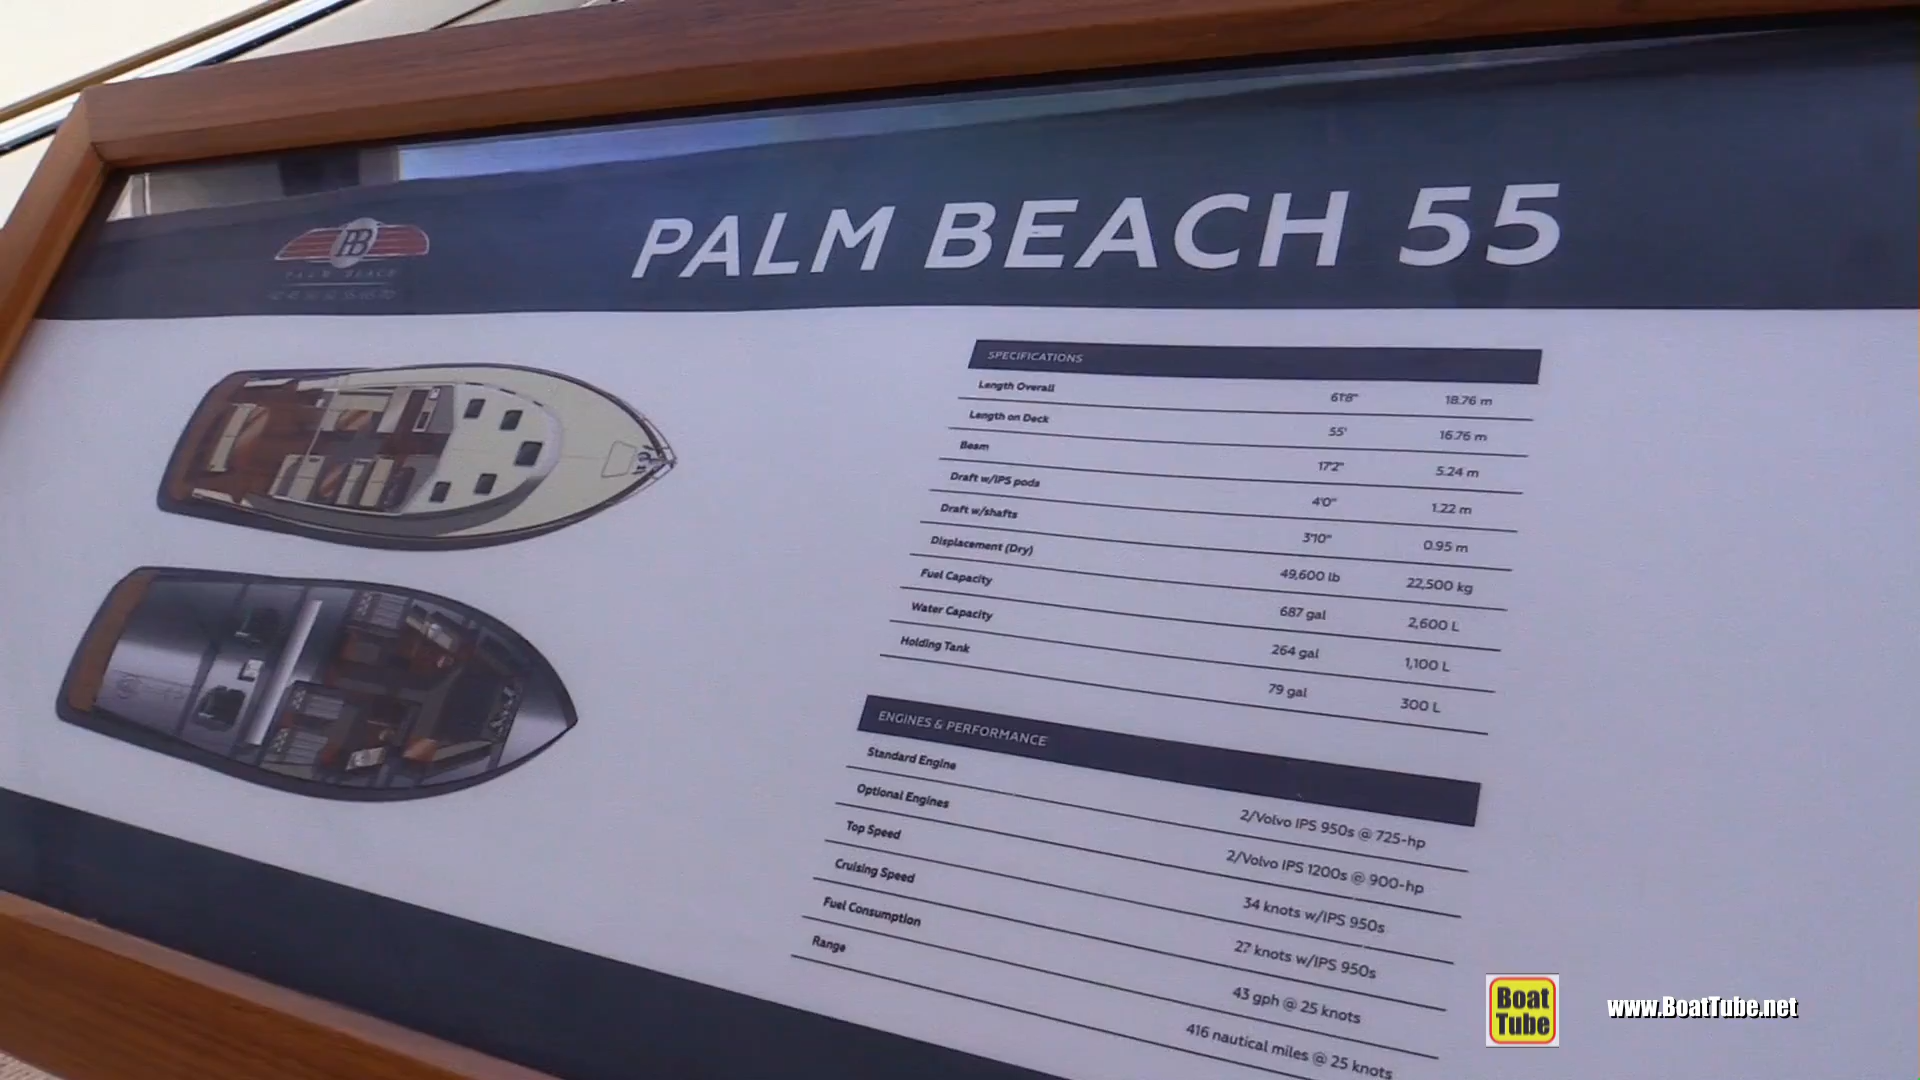 PB
PALM BEACH
PALM BEACH 55
SPECIFICATIONS
Length Overall 61'8" 18.76 m
Length on Deck 55' 16.76 m
Beam 17'2" 5.24 m
Draft w/IPS pods 4'0" 1.22 m
Draft w/shafts 3'10" 0.95 m
Displacement (Dry) 49,600 lb 22,500 kg
Fuel Capacity 687 gal 2,600 L
Water Capacity 264 gal 1,100 L
Holding Tank 79 gal 300 L
ENGINES & PERFORMANCE
Standard Engine 2/Volvo IPS 950s @ 725-hp
Optional Engines 2/Volvo IPS 1200s @ 900-hp
Top Speed 34 knots w/IPS 950s
Cruising Speed 27 knots w/IPS 950s
Fuel Consumption 43 gph @ 25 knots
Range 416 nautical miles @ 25 knots
Boat
Tube
www.BoatTube.net